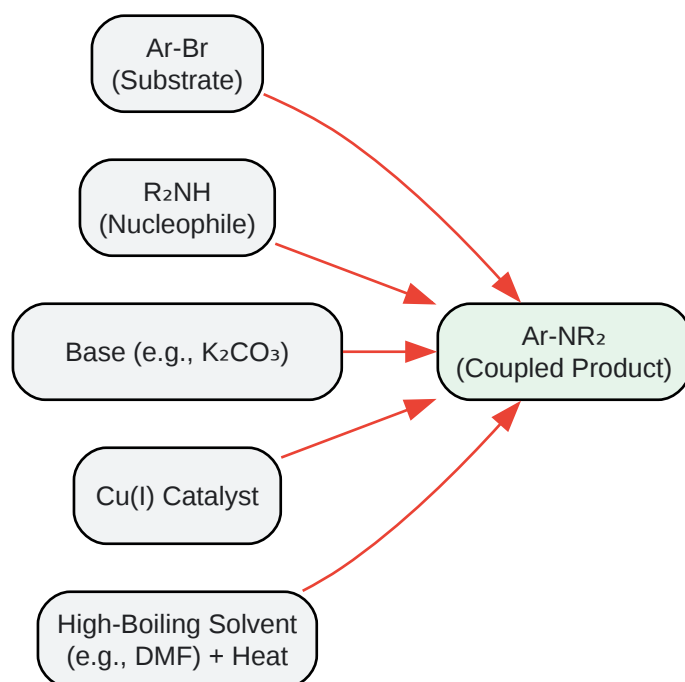 Ar-Br
(Substrate)
R₂NH
(Nucleophile)
Base (e.g., K₂CO₃)
Ar-NR₂
(Coupled Product)
Cu(I) Catalyst
High-Boiling Solvent
(e.g., DMF) + Heat